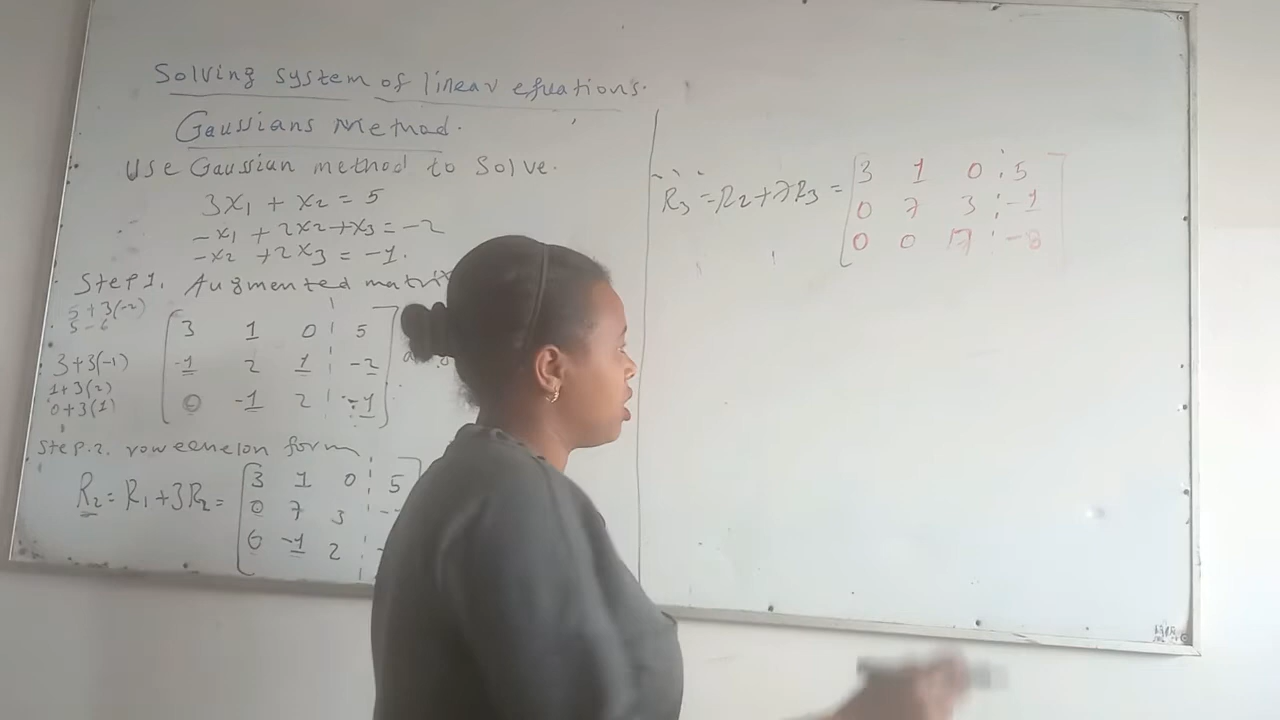 Solving system of linear equations.
Gaussians Method.
Use Gaussian method to Solve.
3x1 + x2 = 5
-x1 + 2x2 + x3 = -2
-x2 + 2x3 = -1.
Step 1. Augmented matri
5 + 3(-2)
5 - 6
3 1 0 5
3+3(-1)
-1 2 1 -2
1+3(2)
0+3(1)
0 -1 2 -1
Step.2. row echelon form
R2 = R1 + 3R2 =
3 1 0 5
0 7 3
0 -1 2
R3 = R2 + 7R3 =
3 1 0 5
0 7 3 -1
0 0 17 -8